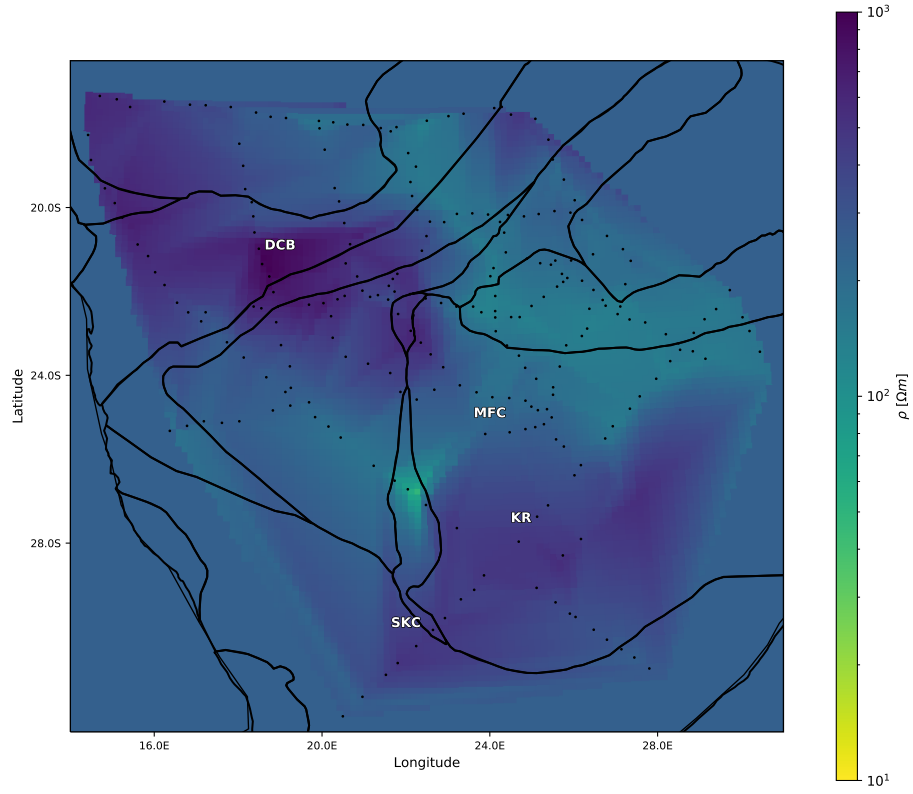 10³
20.0S
DCB
24.0S
10²
ρ [Ωm]
Latitude
MFC
KR
28.0S
SKC
16.0E
20.0E
24.0E
28.0E
Longitude
10¹